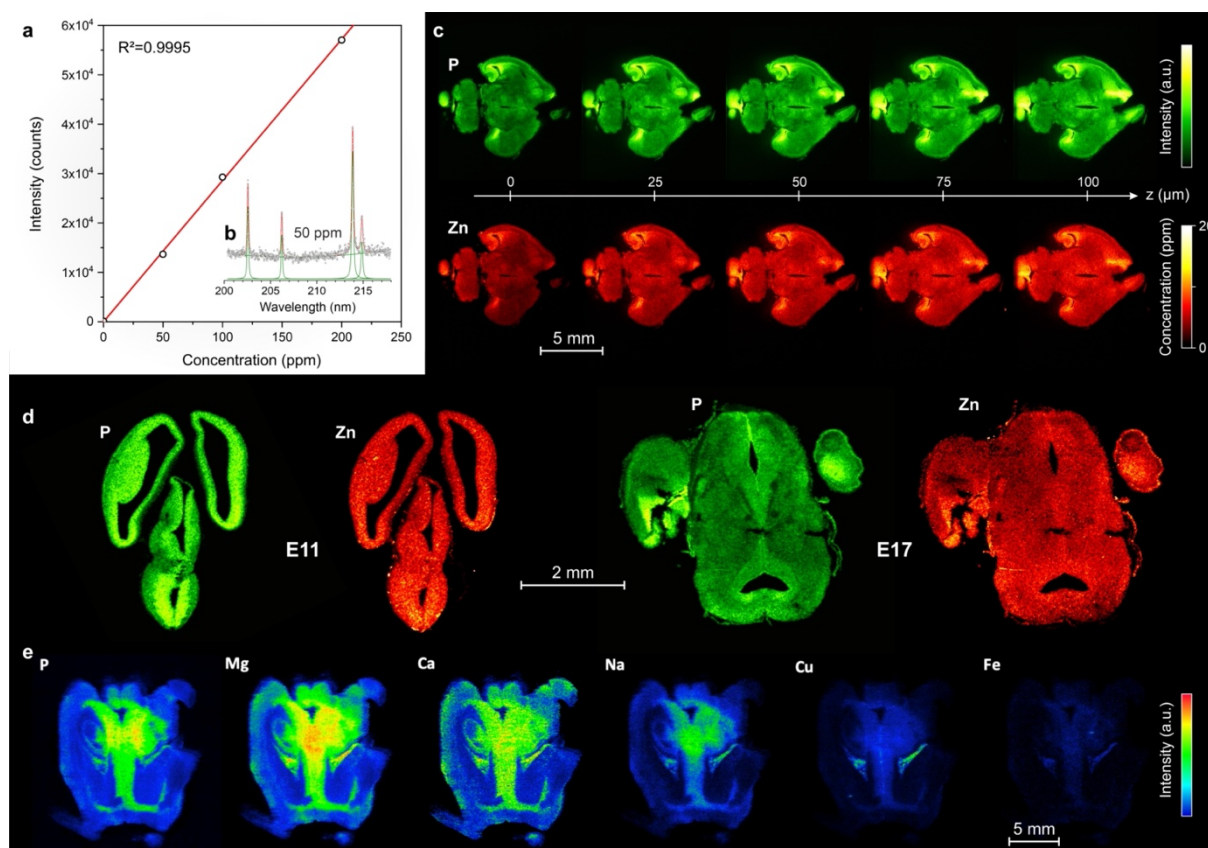 a
R²=0.9995
6x10⁴
5x10⁴
4x10⁴
3x10⁴
2x10⁴
1x10⁴
0
Intensity (counts)
0 50 100 150 200 250
Concentration (ppm)
b
50 ppm
200 205 210 215
Wavelength (nm)
c
P
Intensity (a.u.)
0 25 50 75 100 z (µm)
Zn
20
Concentration (ppm)
0
5 mm
d
P Zn P Zn
E11 E17
2 mm
e
P Mg Ca Na Cu Fe
Intensity (a.u.)
5 mm